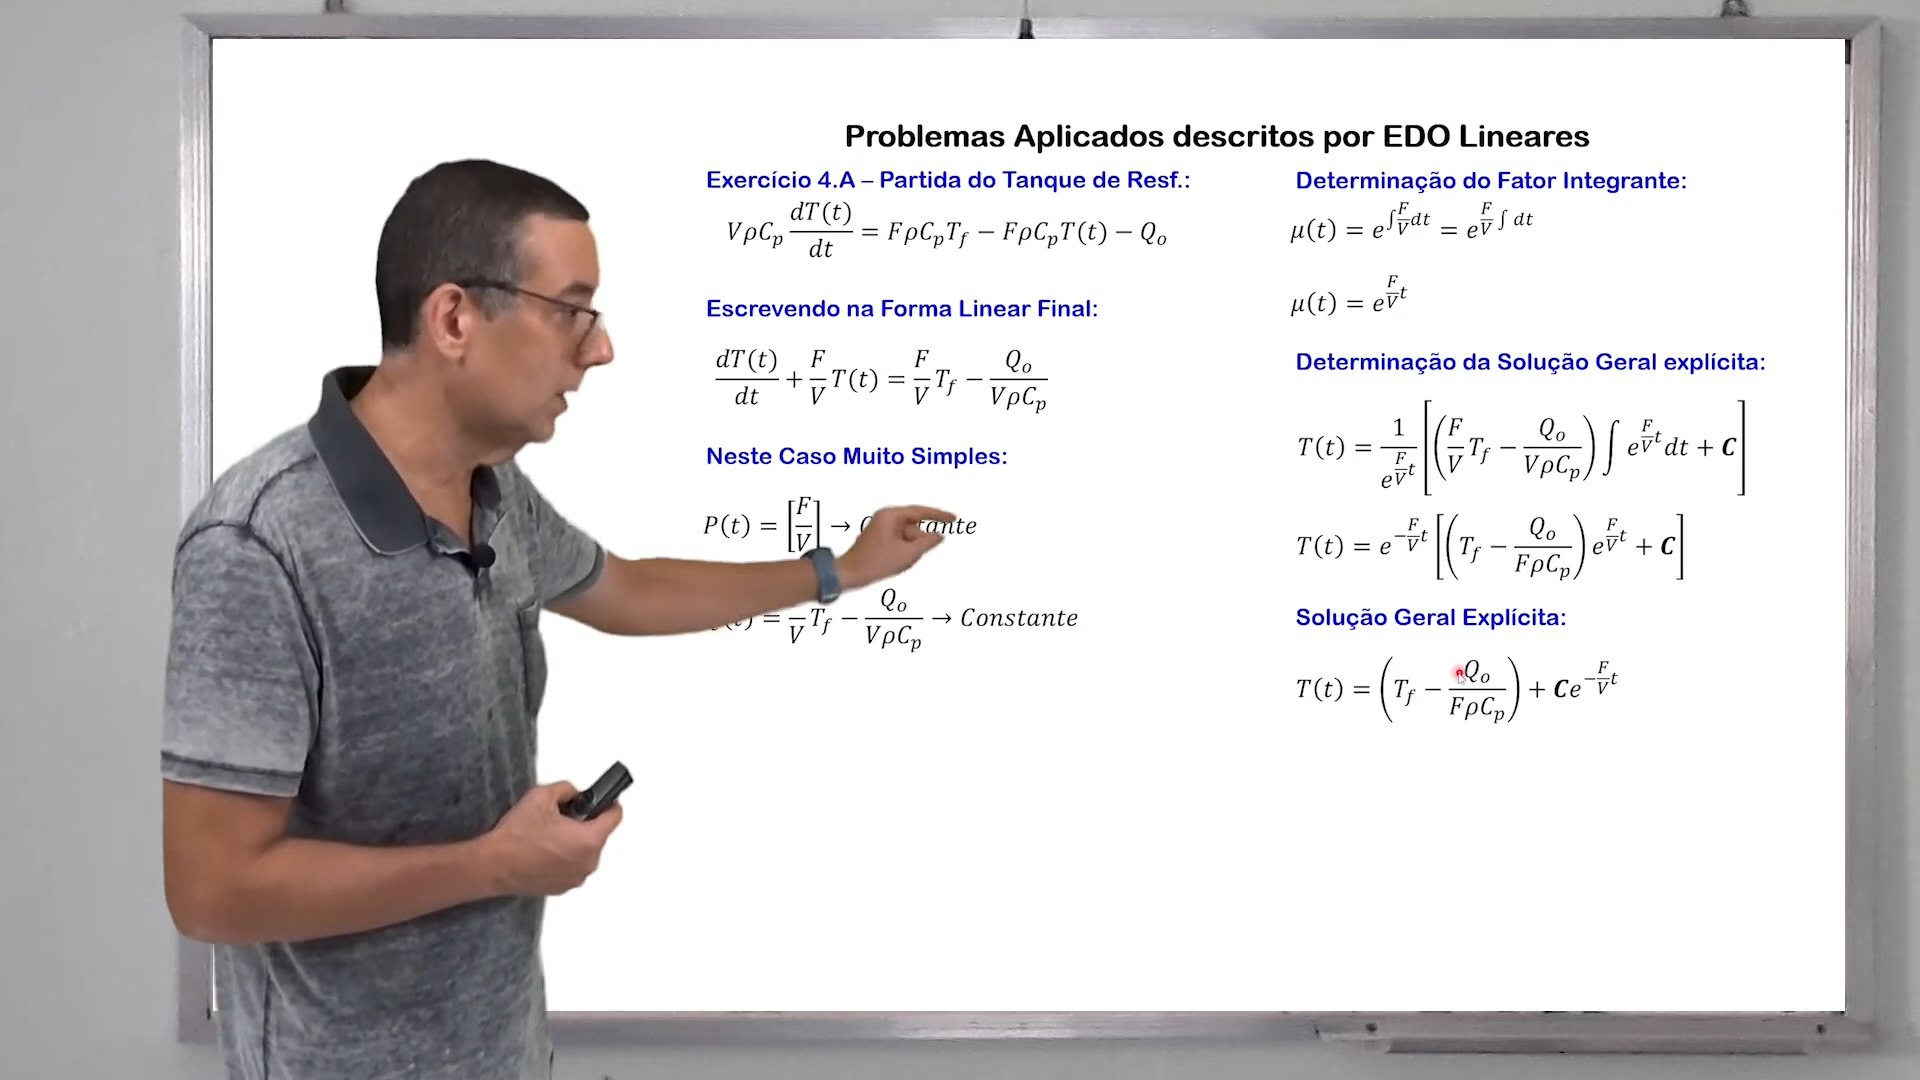 Problemas Aplicados descritos por EDO Lineares
Exercício 4.A – Partida do Tanque de Resf.:
VρC_p dT(t)/dt = FρC_pT_f − FρC_pT(t) − Q_o
Escrevendo na Forma Linear Final:
dT(t)/dt + F/V T(t) = F/V T_f − Q_o/(VρC_p)
Neste Caso Muito Simples:
P(t) = [F/V] →
= /V T_f − Q_o/(VρC_p) → Constante
Determinação do Fator Integrante:
μ(t) = e^(∫ F/V dt) = e^(F/V ∫ dt)
μ(t) = e^(F/V t)
Determinação da Solução Geral explícita:
T(t) = 1/e^(F/V t) [(F/V T_f − Q_o/(VρC_p)) ∫ e^(F/V t) dt + C]
T(t) = e^(−F/V t) [(T_f − Q_o/(FρC_p)) e^(F/V t) + C]
Solução Geral Explícita:
T(t) = (T_f − Q_o/(FρC_p)) + Ce^(−F/V t)